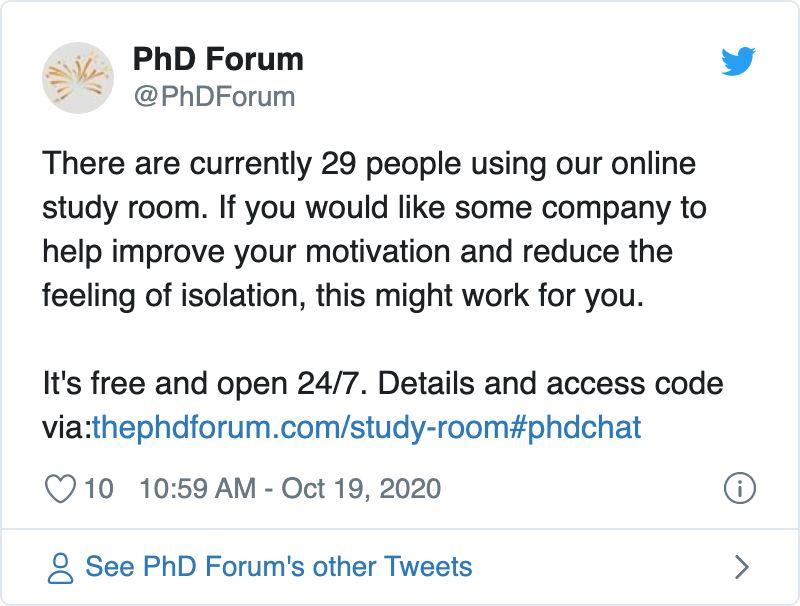 PhD Forum
@PhDForum
There are currently 29 people using our online
study room. If you would like some company to
help improve your motivation and reduce the
feeling of isolation, this might work for you.
It's free and open 24/7. Details and access code
via:thephdforum.com/study-room#phdchat
10 10:59 AM - Oct 19, 2020
See PhD Forum's other Tweets